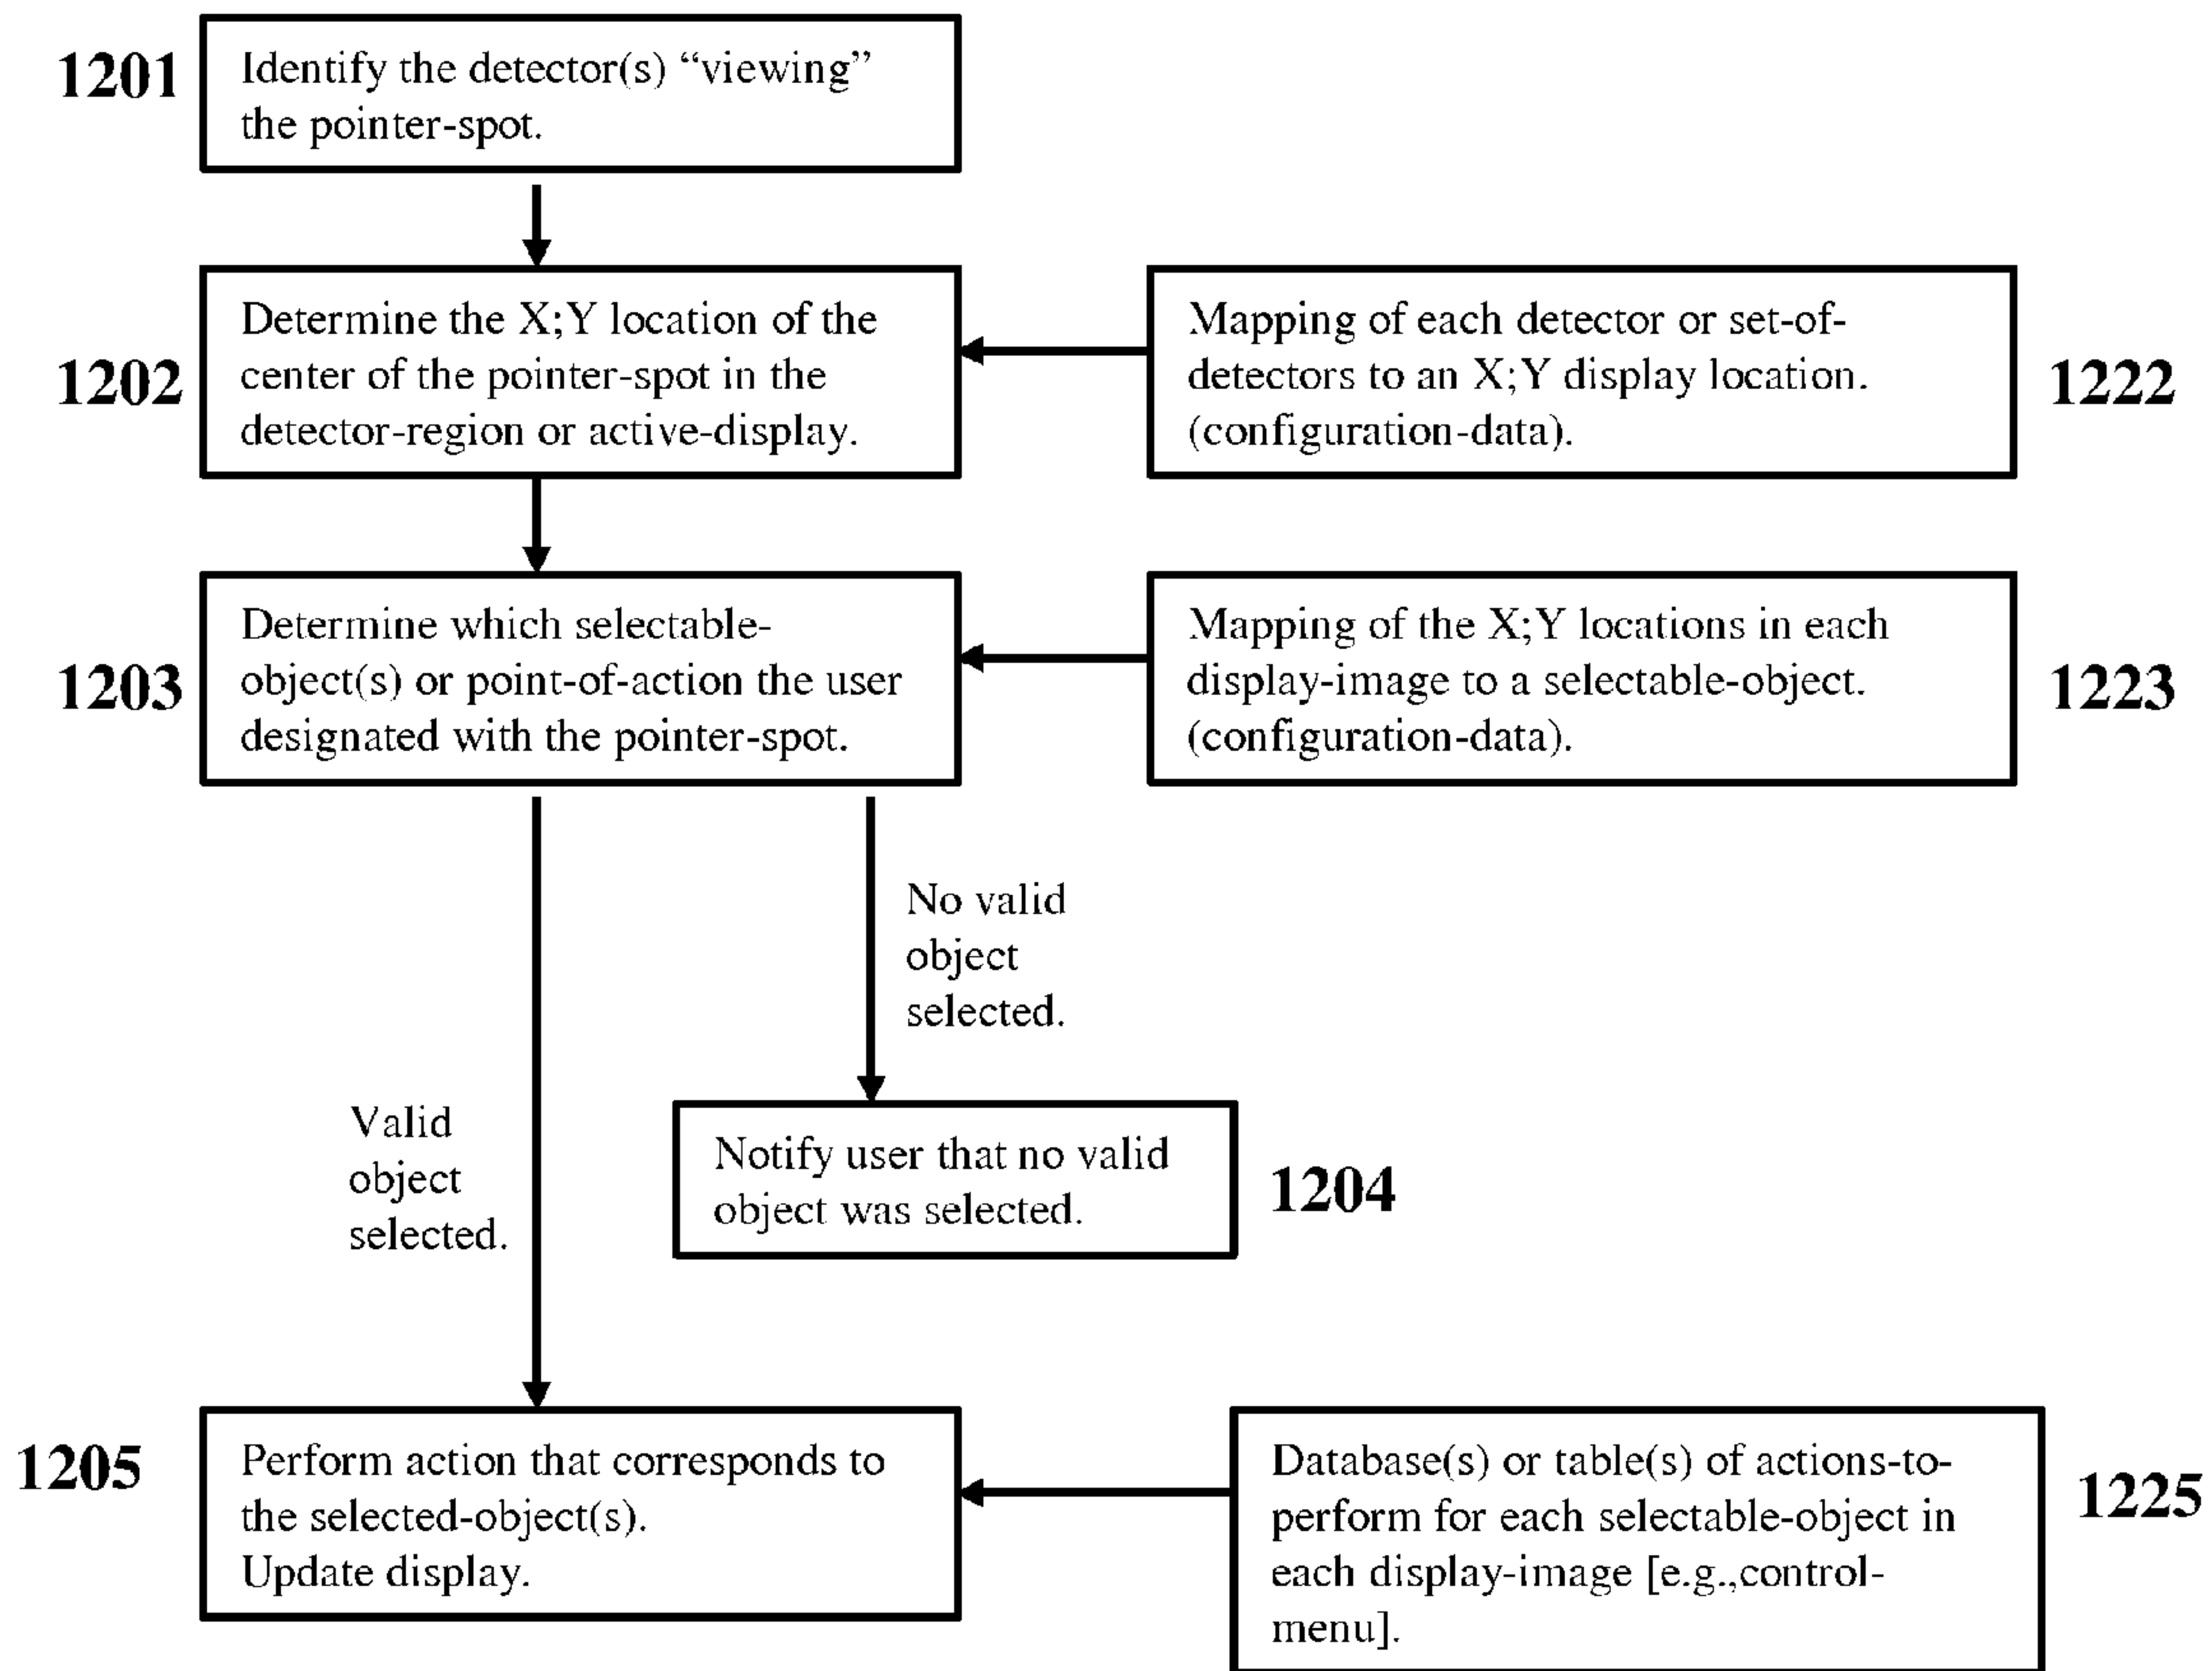 1201
Identify the detector(s) “viewing”
the pointer-spot.
1202
Determine the X;Y location of the
center of the pointer-spot in the
detector-region or active-display.
Mapping of each detector or set-of-
detectors to an X;Y display location.
(configuration-data).
1222
1203
Determine which selectable-
object(s) or point-of-action the user
designated with the pointer-spot.
Mapping of the X;Y locations in each
display-image to a selectable-object.
(configuration-data).
1223
No valid
object
selected.
Valid
object
selected.
Notify user that no valid
object was selected.
1204
1205
Perform action that corresponds to
the selected-object(s).
Update display.
Database(s) or table(s) of actions-to-
perform for each selectable-object in
each display-image [e.g.,control-
menu].
1225